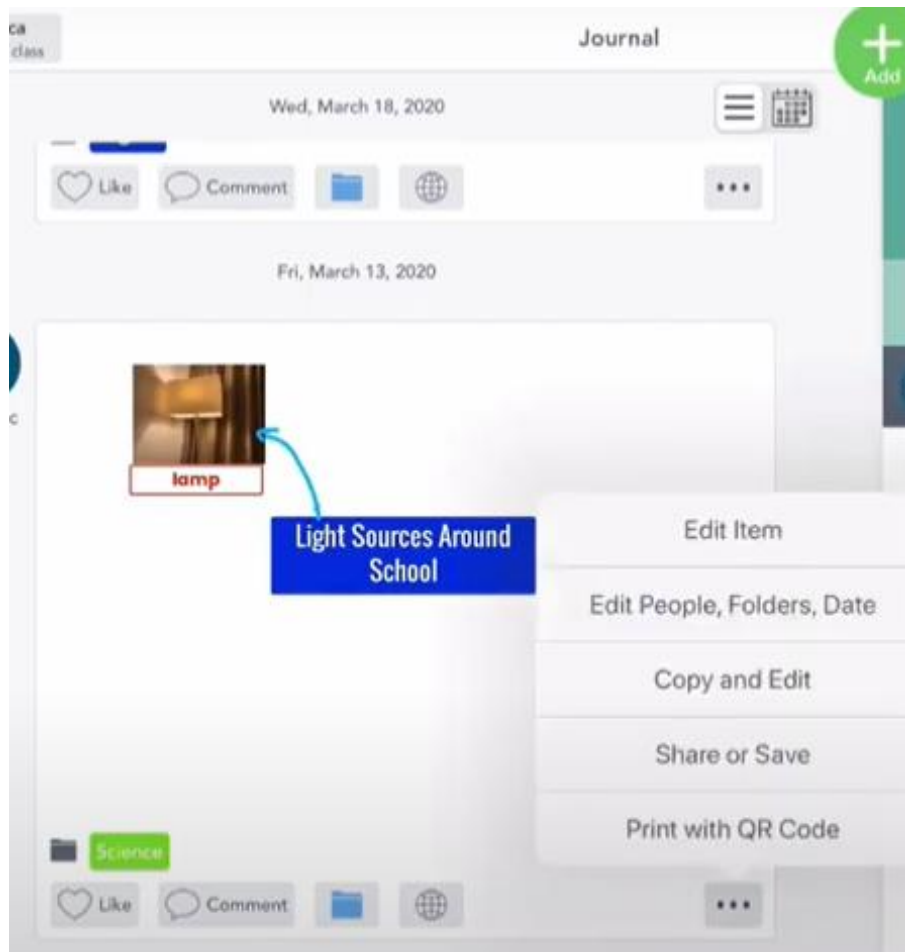 ca
class
Journal
Add
Wed, March 18, 2020
Like
Comment
Fri, March 13, 2020
c
lamp
Light Sources Around
School
Edit Item
Edit People, Folders, Date
Copy and Edit
Share or Save
Print with QR Code
Science
Like
Comment